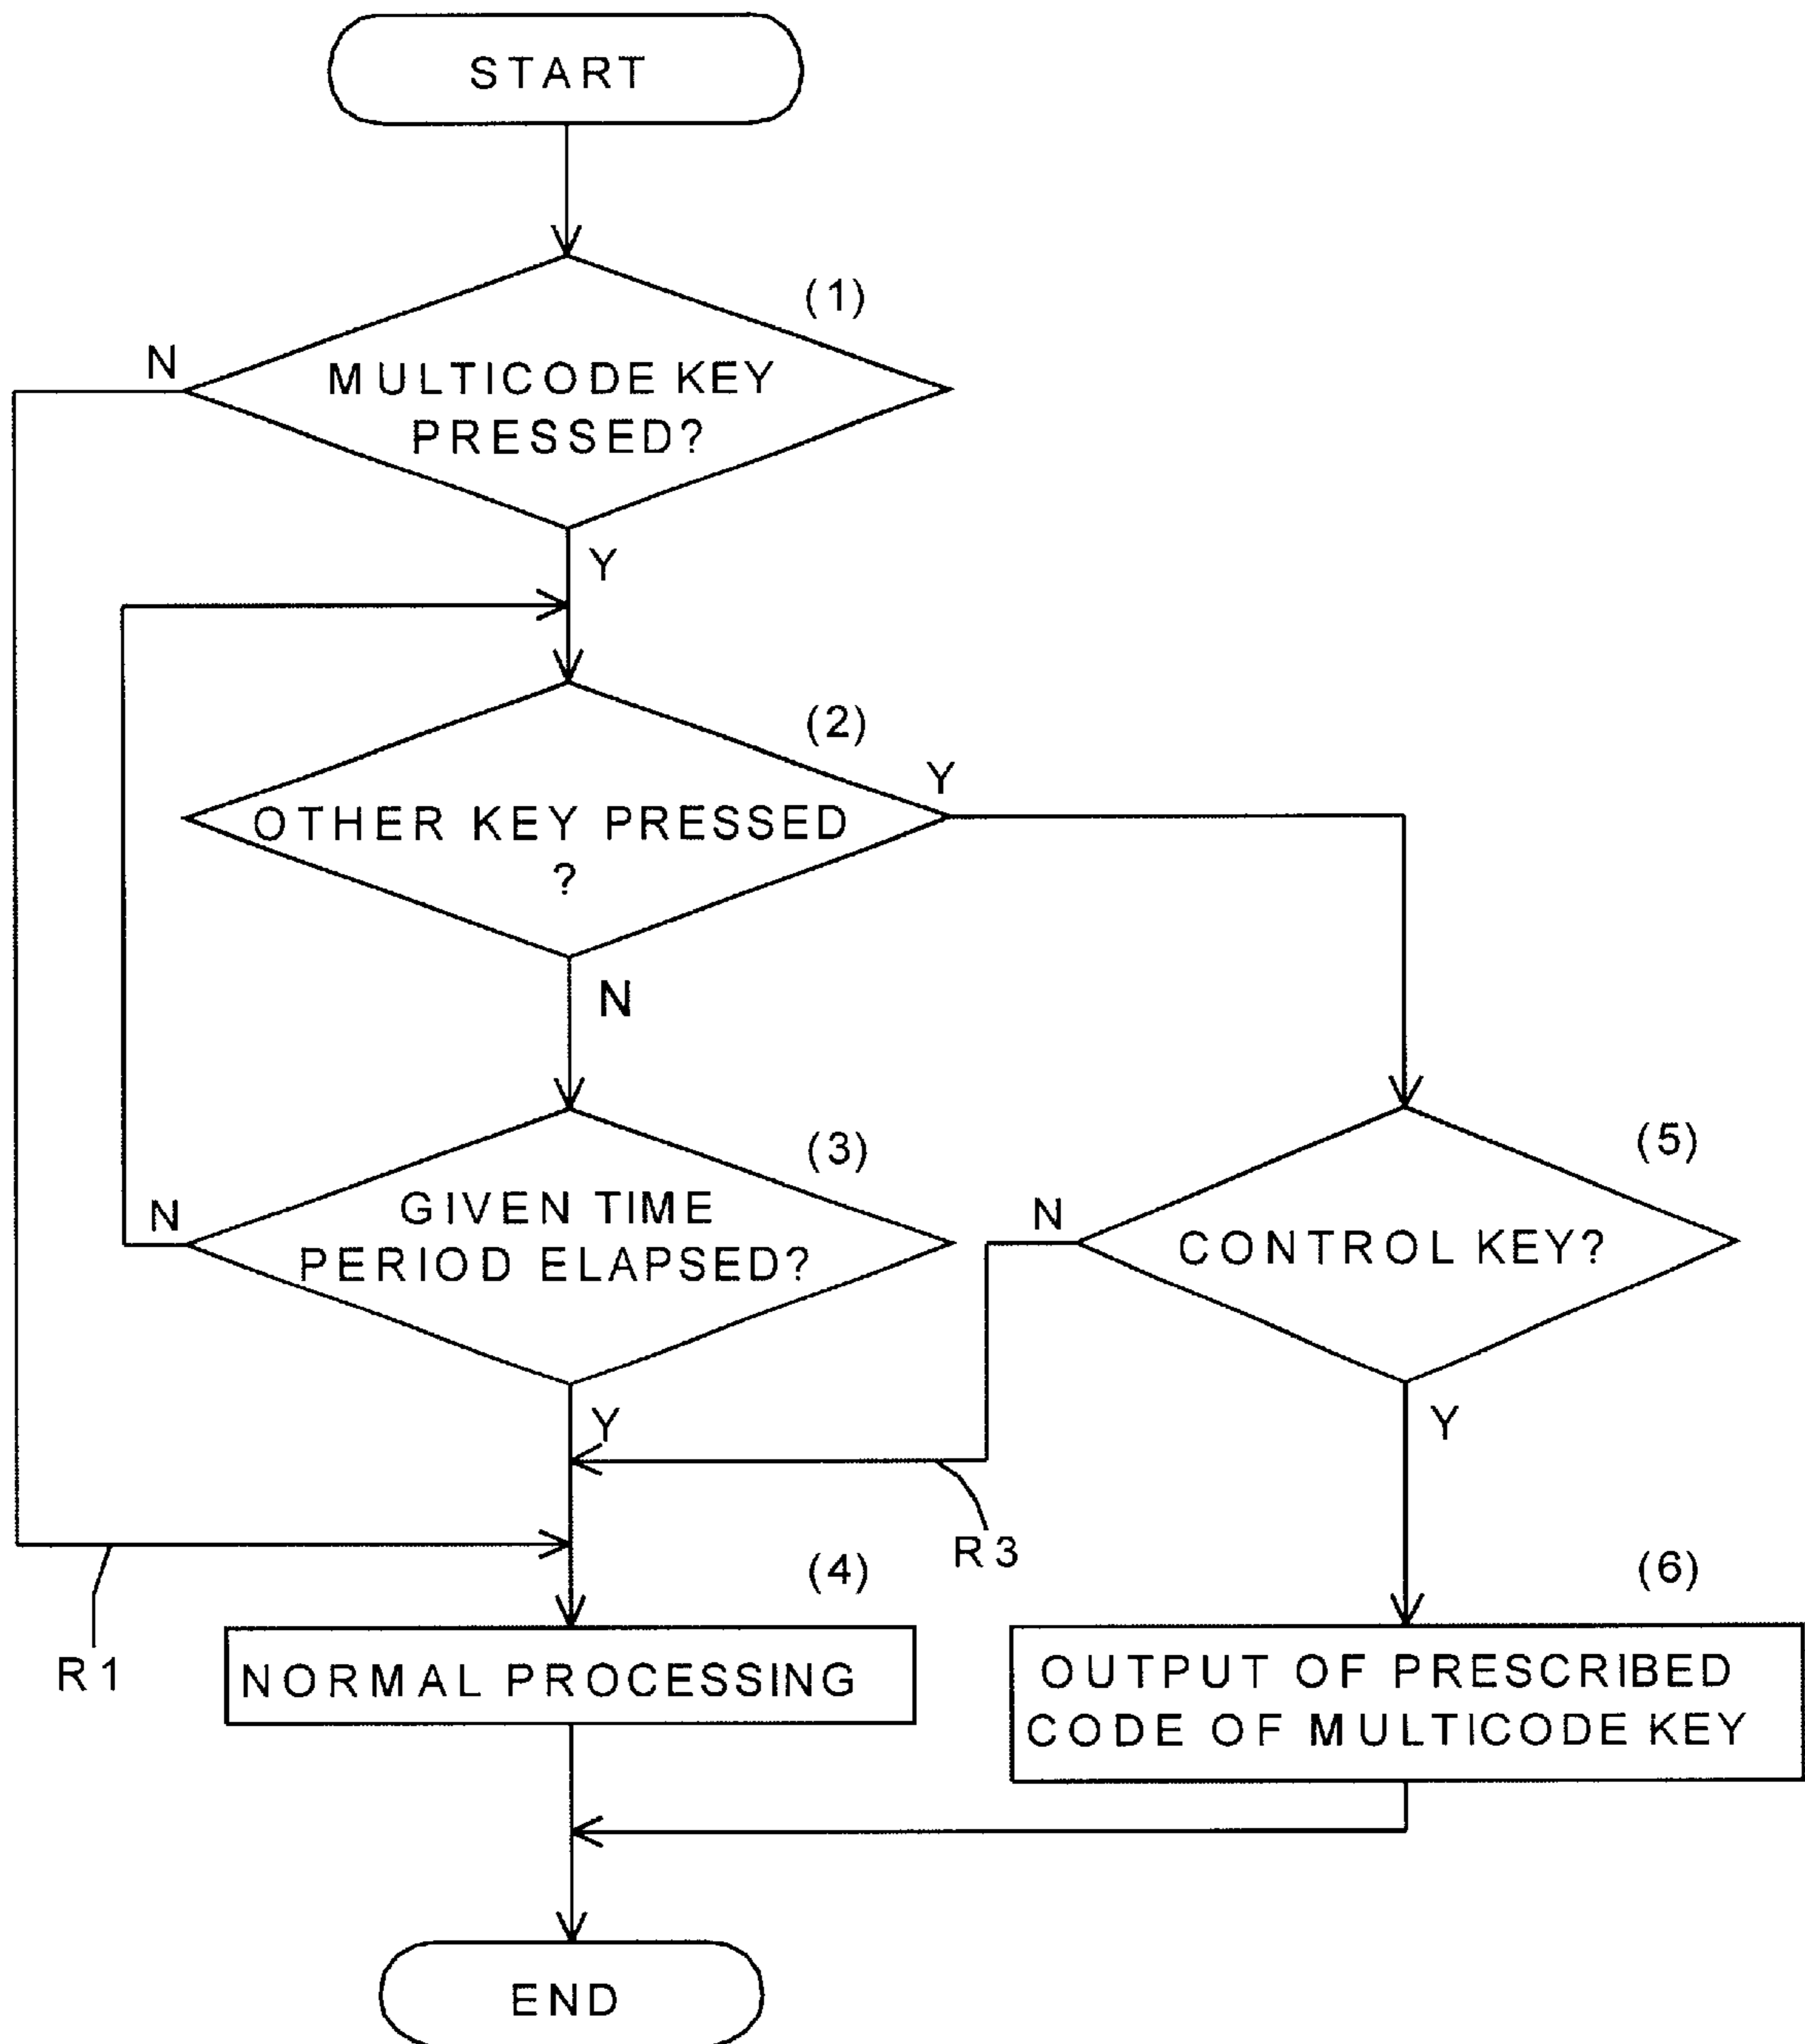 START
(1)
N
MULTICODE KEY
PRESSED?
Y
(2)
Y
OTHER KEY PRESSED
?
N
(3)
(5)
N
GIVEN TIME
PERIOD ELAPSED?
N
CONTROL KEY?
Y
Y
R1
R3
(4)
(6)
NORMAL PROCESSING
OUTPUT OF PRESCRIBED
CODE OF MULTICODE KEY
END